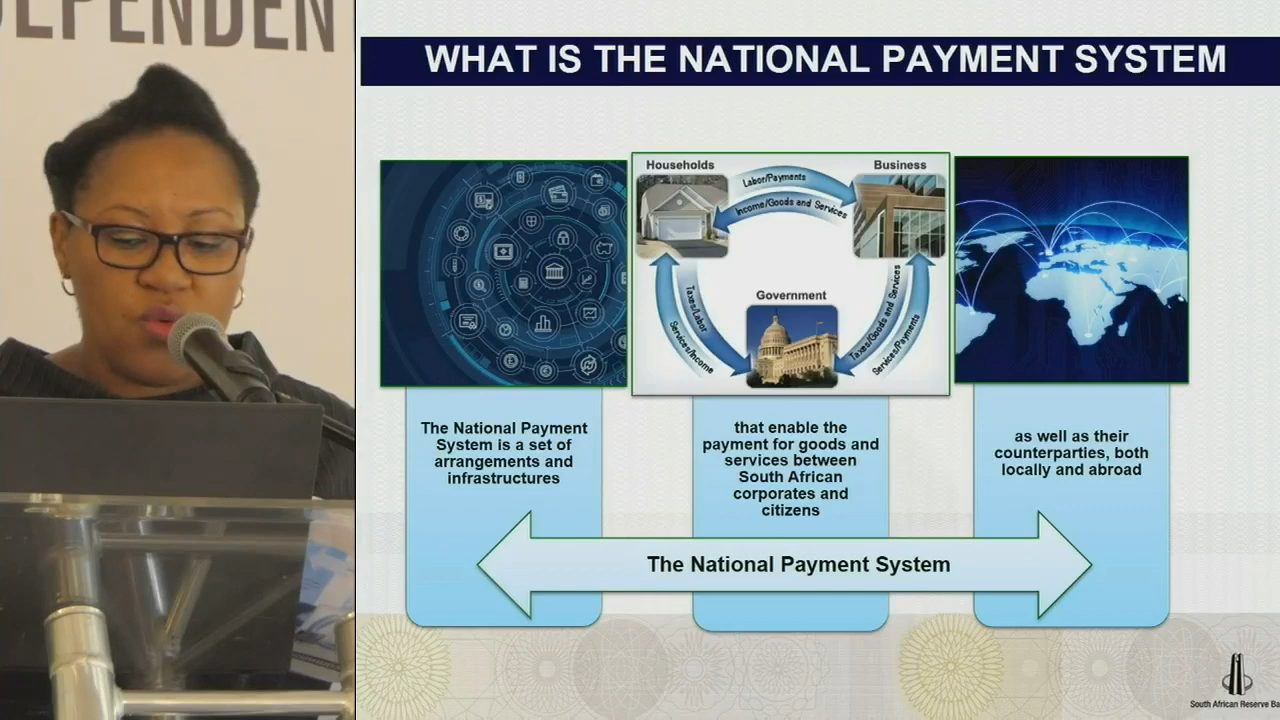 DEPENDEN
WHAT IS THE NATIONAL PAYMENT SYSTEM
Households
Business
Labor/Payments
Income/Goods and Services
Taxes/Labor
Services/Income
Government
Taxes/Goods and Services
Services/Payments
The National Payment
System is a set of
arrangements and
infrastructures
that enable the
payment for goods and
services between
South African
corporates and
citizens
as well as their
counterparties, both
locally and abroad
The National Payment System
South African Reserve Ba